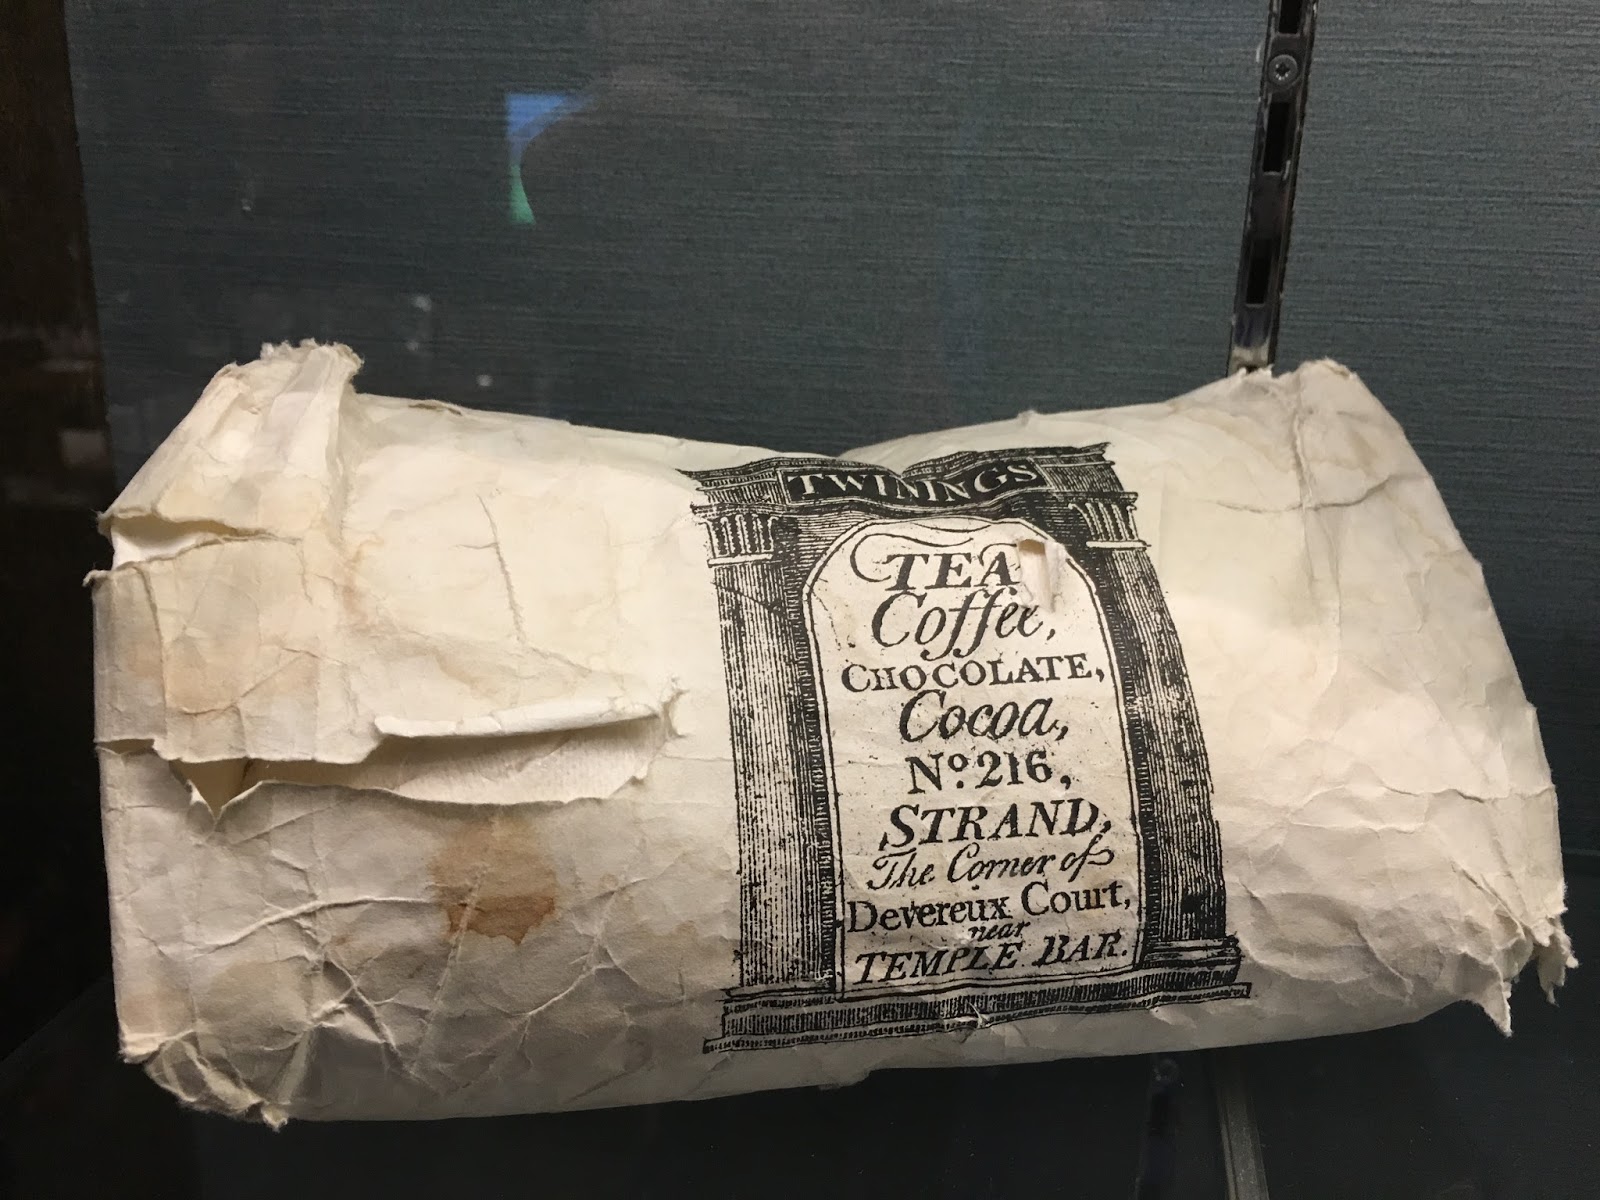 TWININGS
TEA
Coffee,
CHOCOLATE,
Cocoa,
No. 216,
STRAND,
The Corner of
Devereux Court,
near
TEMPLE BAR.